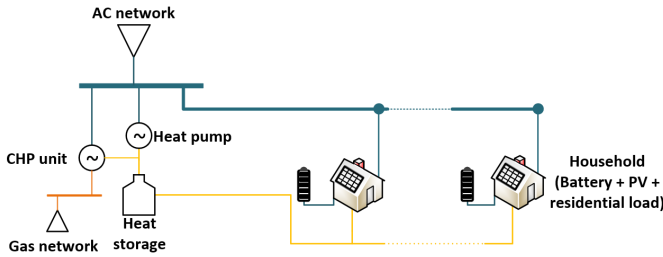 AC network
Heat pump
CHP unit
Household
(Battery + PV +
residential load)
Heat
storage
Gas network